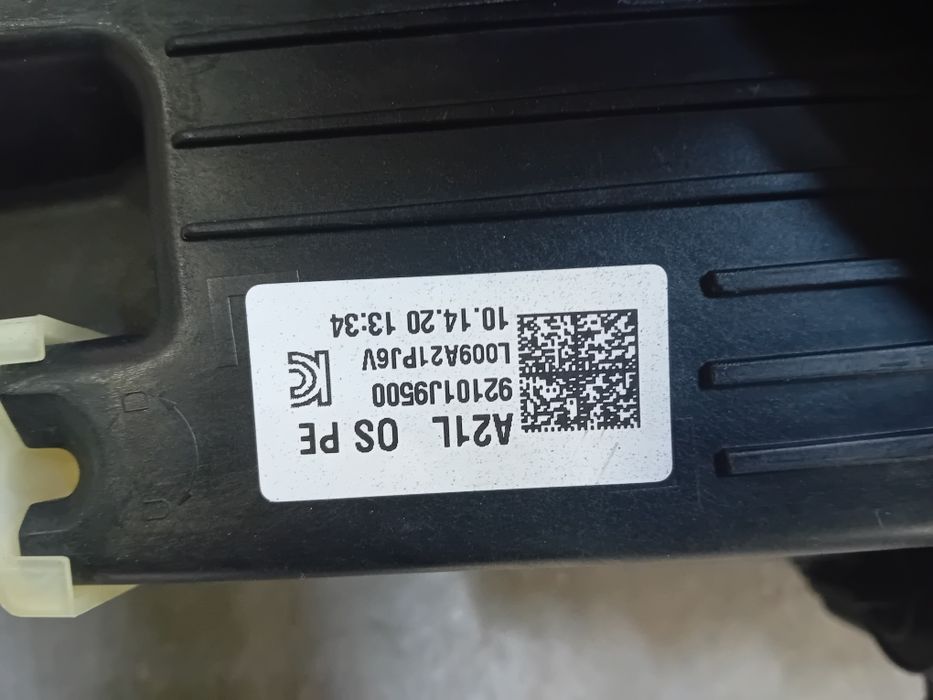 A21L OS PE
92101J9500
L009A21PJ6V
10.14.20 13:34